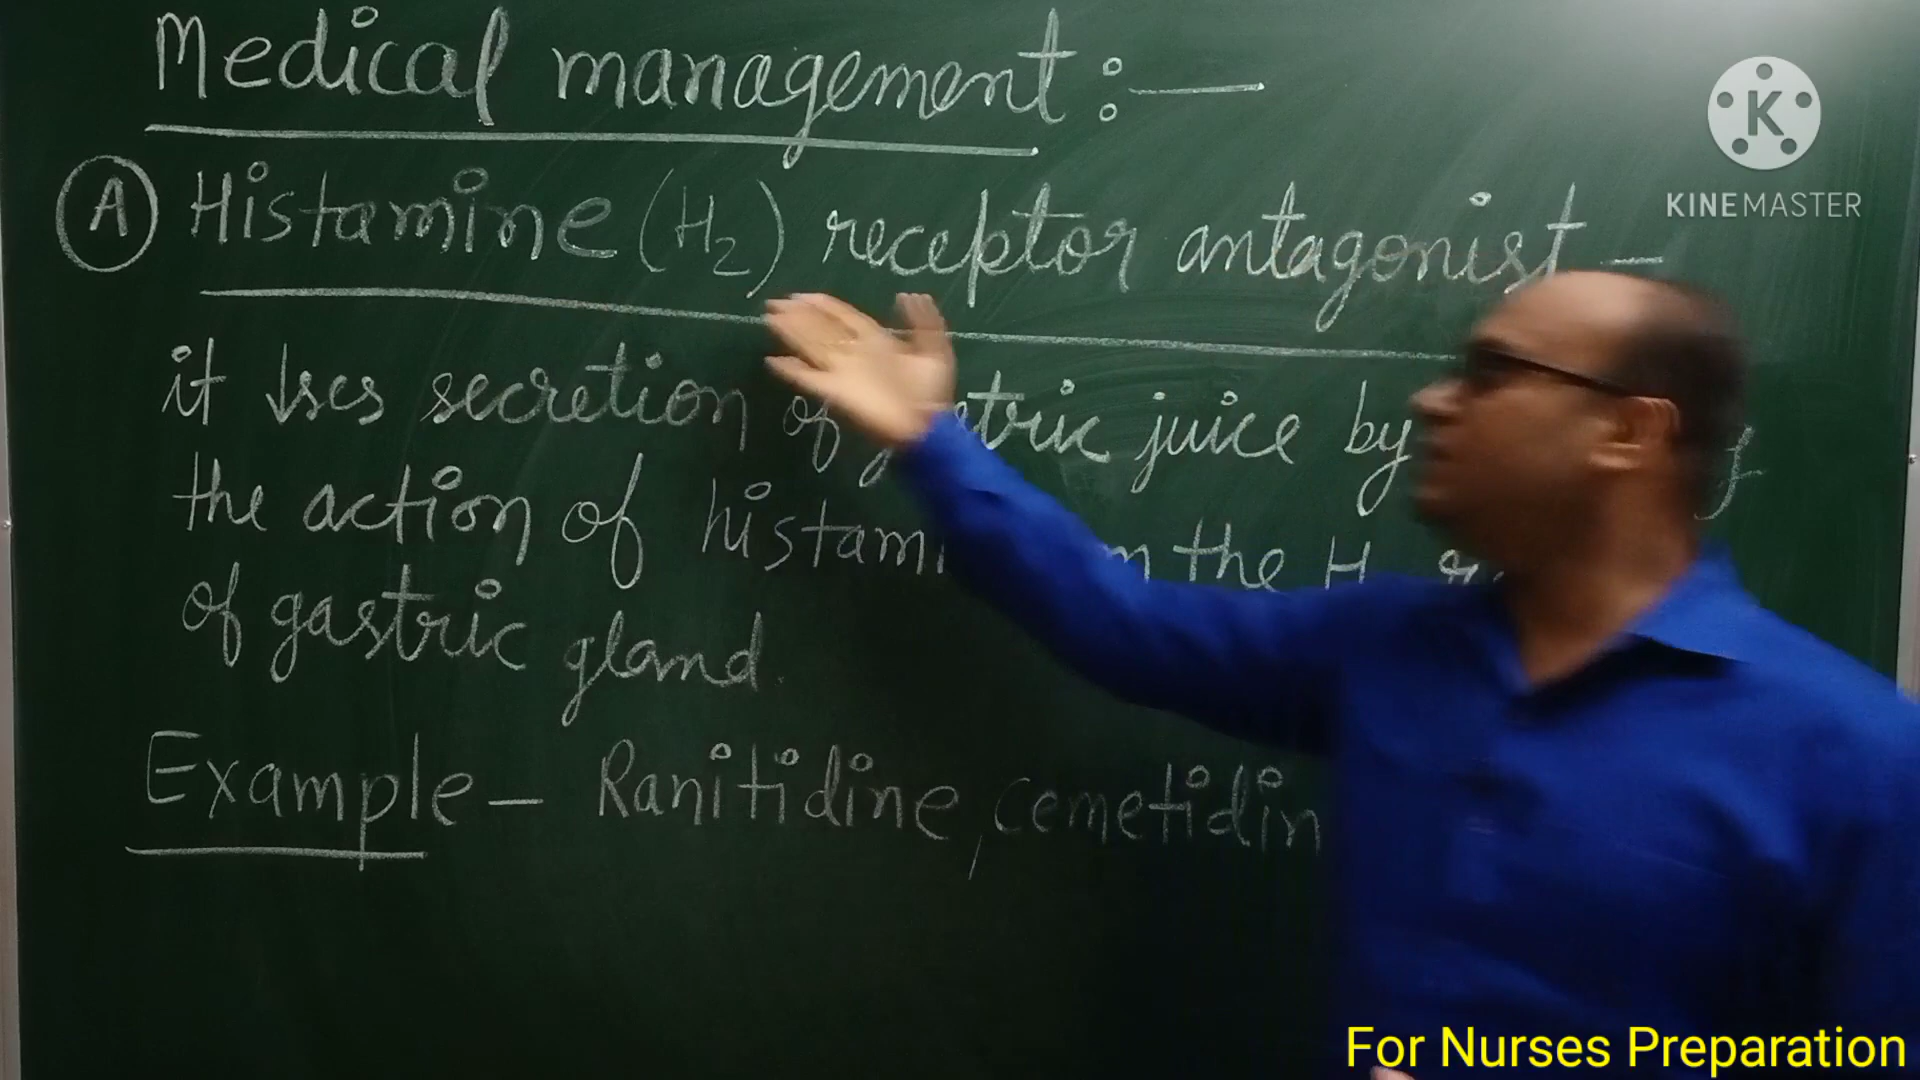 Medical management :—
A Histamine (H2) receptor antagonist –
it ↓ses secretion of juice by
the action of the H
of gastric gland.
Example – Ranitidine, cemetidin
K
KINEMASTER
For Nurses Preparation